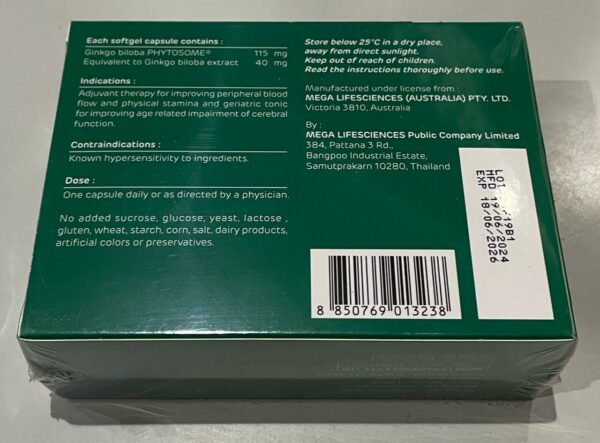 Each softgel capsule contains :
Ginkgo biloba PHYTOSOME® 115 mg
Equivalent to Ginkgo biloba extract 40 mg
Indications :
Adjuvant therapy for improving peripheral blood
flow and physical stamina and geriatric tonic
for improving age related impairment of cerebral
function.
Contraindications :
Known hypersensitivity to ingredients.
Dose :
One capsule daily or as directed by a physician.
No added sucrose, glucose, yeast, lactose ,
gluten, wheat, starch, corn, salt, dairy products,
artificial colors or preservatives.
Store below 25°C in a dry place,
away from direct sunlight.
Keep out of reach of children.
Read the instructions thoroughly before use.
Manufactured under license from :
MEGA LIFESCIENCES (AUSTRALIA) PTY. LTD.
Victoria 3810, Australia
By :
MEGA LIFESCIENCES Public Company Limited
384, Pattana 3 Rd.,
Bangpoo Industrial Estate,
Samutprakarn 10280, Thailand
MFD 19/06/2024
EXP 18/06/2026
8 850769 013238